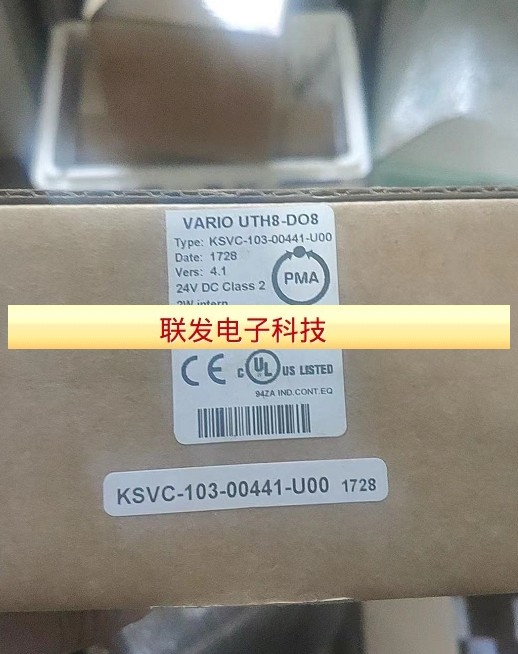 VARIO UTH8-DO8
Type: KSVC-103-00441-U00
Date: 1728
Vers: 4.1
24V DC Class 2
PMA
联发电子科技
CE
C UL US LISTED
94ZA IND.CONT.EQ
KSVC-103-00441-U00 1728